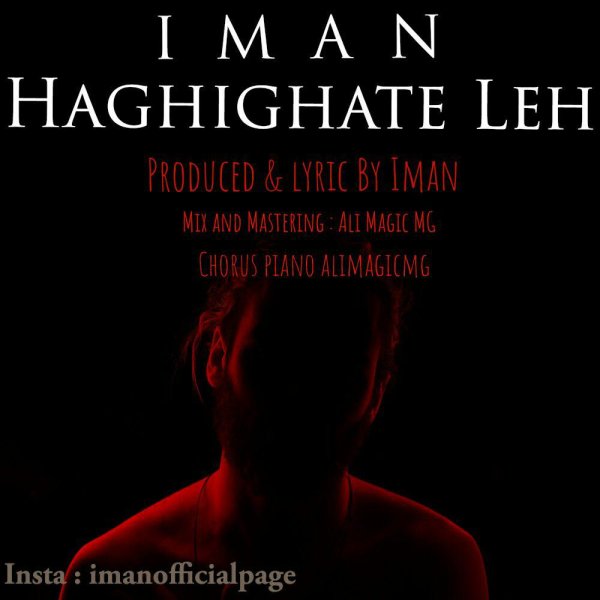 I M A N
HAGHIGHATE LEH
PRODUCED & LYRIC BY IMAN
MIX AND MASTERING : ALI MAGIC MG
CHORUS PIANO ALIMAGICMG
Insta : imanofficialpage